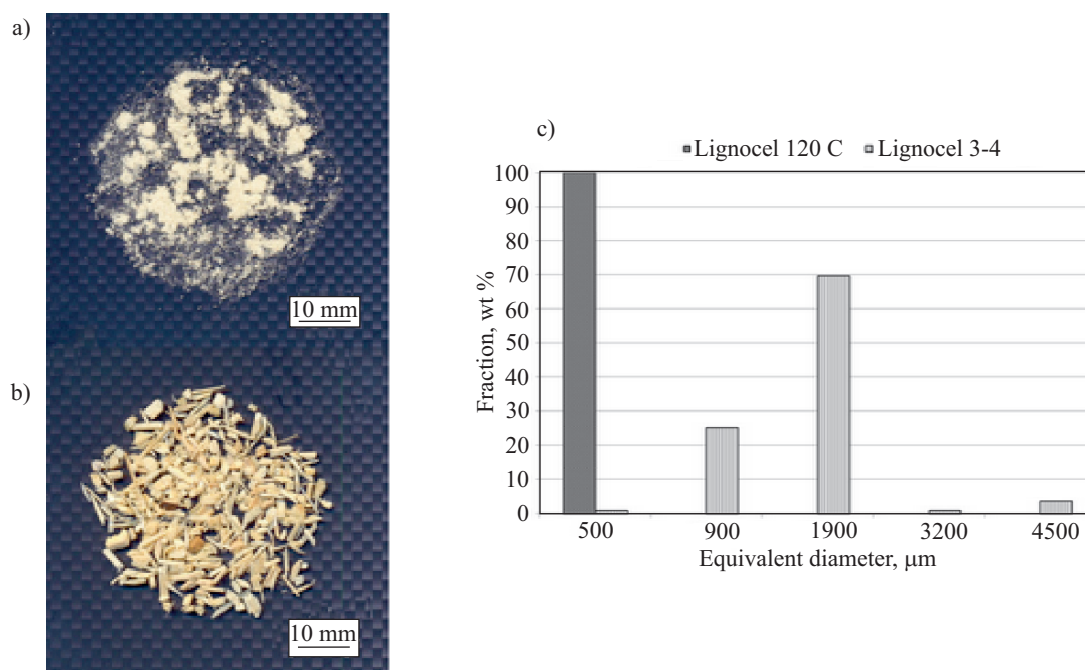 a)
10 mm
b)
10 mm
c)
Lignocel 120 C Lignocel 3-4
Fraction, wt %
100
90
80
70
60
50
40
30
20
10
0
500 900 1900 3200 4500
Equivalent diameter, μm